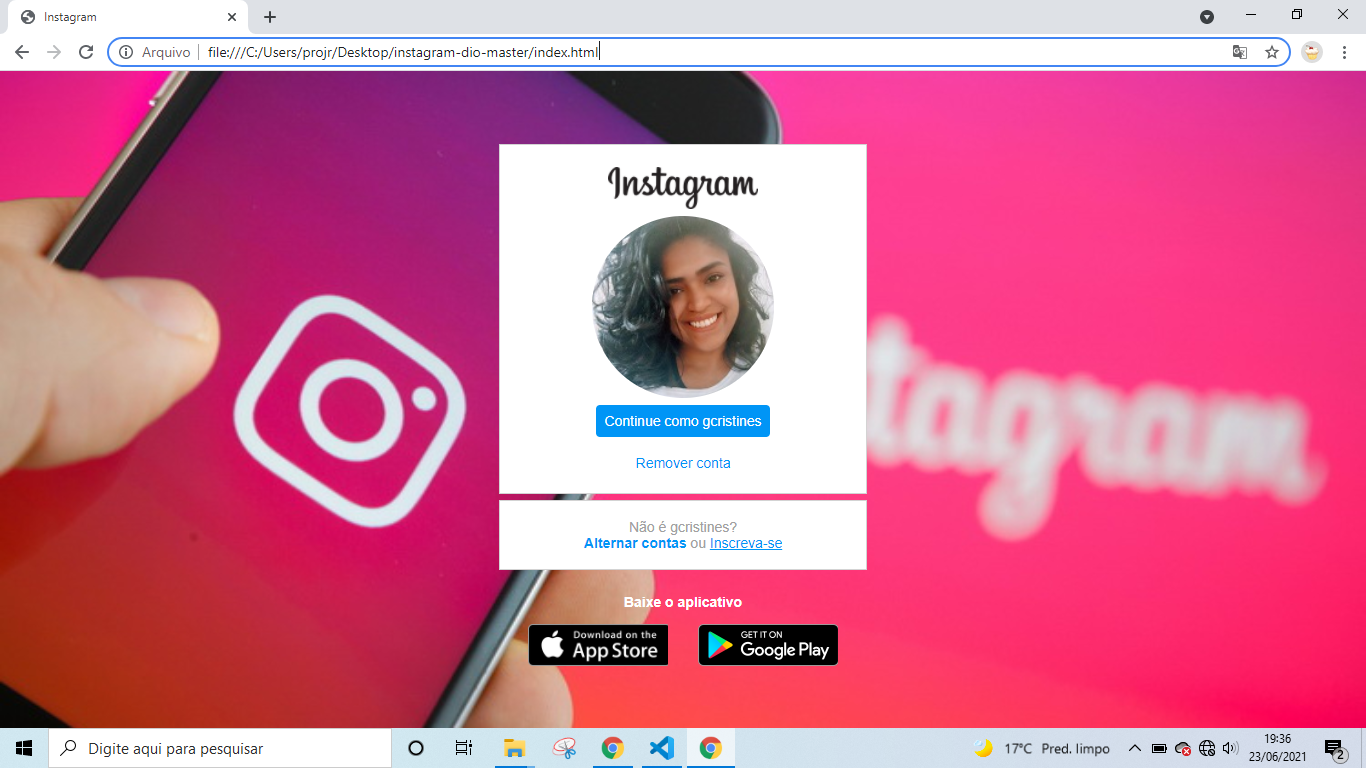 Instagram
Arquivo file:///C:/Users/projr/Desktop/instagram-dio-master/index.html
Instagram
Continue como gcristines
Remover conta
Não é gcristines?
Alternar contas ou Inscreva-se
tagram
Baixe o aplicativo
Download on the
App Store
GET IT ON
Google Play
Digite aqui para pesquisar
17°C Pred. limpo
19:36
23/06/2021
2